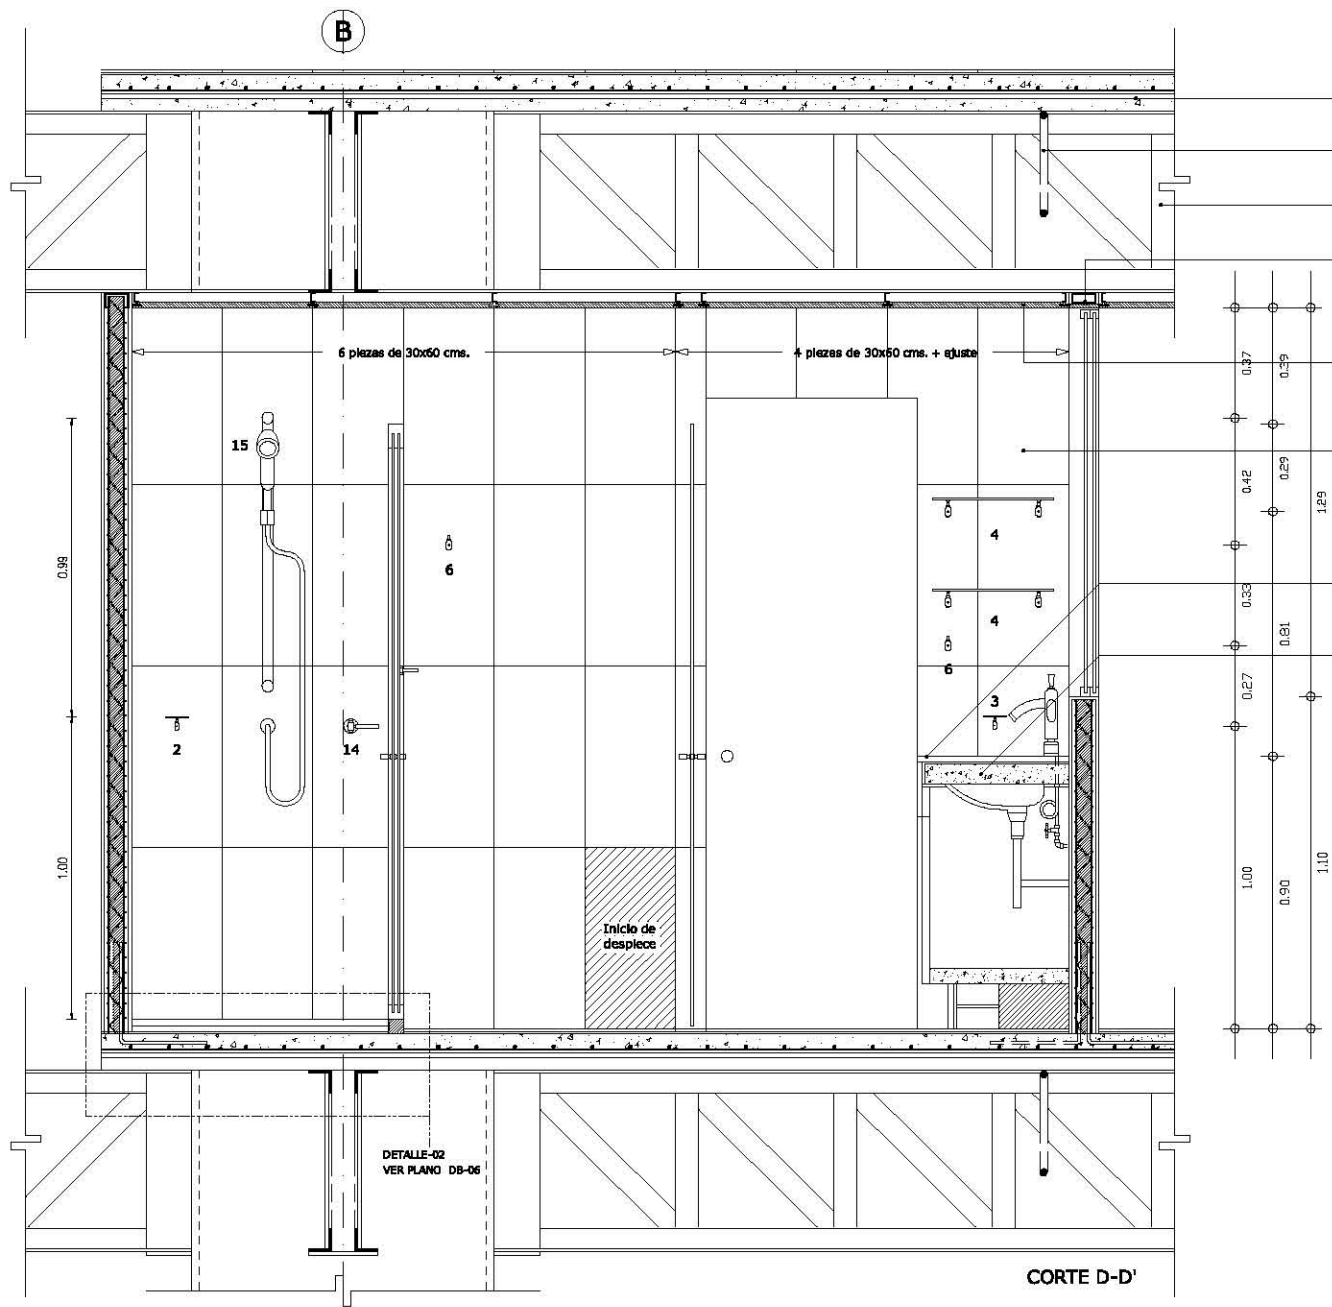 B
6 piezas de 30x60 cms.
4 piezas de 30x60 cms. + ajuste
0.37
0.39
15
0.42
0.29
1.29
4
0.99
6
0.33
4
0.81
6
0.27
3
2
14
1.00
1.00
0.90
1.10
Inicio de
despiece
DETALLE-02
VER PLANO DB-06
CORTE D-D'